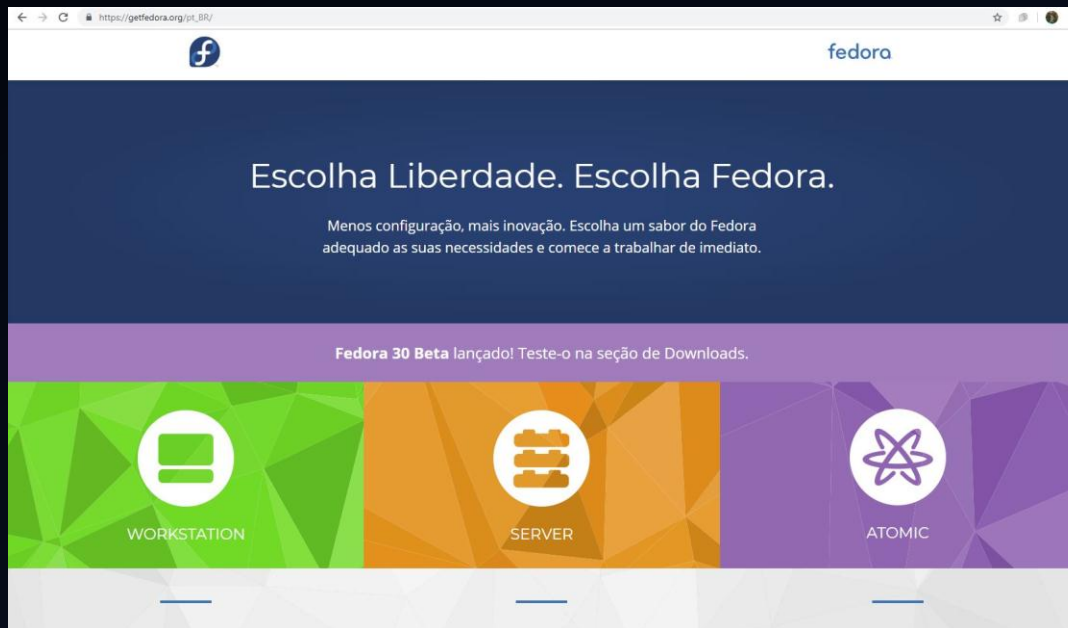 https://getfedora.org/pt_BR/
fedora
Escolha Liberdade. Escolha Fedora.
Menos configuração, mais inovação. Escolha um sabor do Fedora
adequado as suas necessidades e comece a trabalhar de imediato.
Fedora 30 Beta lançado! Teste-o na seção de Downloads.
WORKSTATION
SERVER
ATOMIC